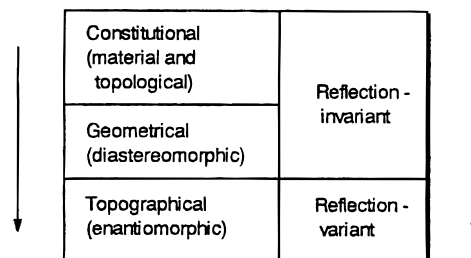 Constitutional
(material and
topological)
Reflection -
invariant
Geometrical
(diastereomorphic)
Topographical
(enantiomorphic)
Reflection -
variant